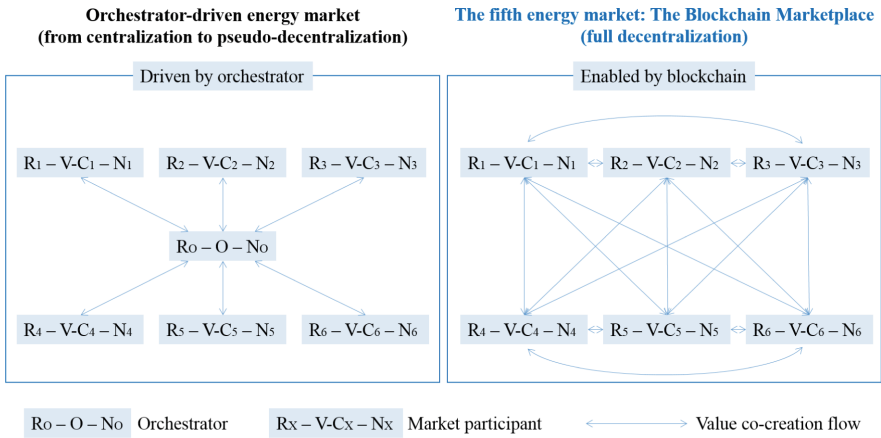 Orchestrator-driven energy market
(from centralization to pseudo-decentralization)
The fifth energy market: The Blockchain Marketplace
(full decentralization)
Driven by orchestrator
Enabled by blockchain
R1 – V-C1 – N1
R2 – V-C2 – N2
R3 – V-C3 – N3
RO – O – NO
R4 – V-C4 – N4
R5 – V-C5 – N5
R6 – V-C6 – N6
R1 – V-C1 – N1
R2 – V-C2 – N2
R3 – V-C3 – N3
R4 – V-C4 – N4
R5 – V-C5 – N5
R6 – V-C6 – N6
RO – O – NO Orchestrator
RX – V-CX – NX Market participant
Value co-creation flow